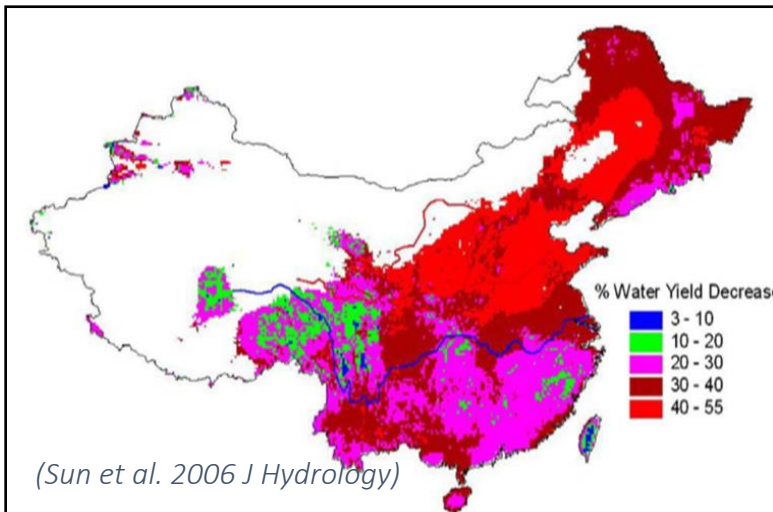 % Water Yield Decrease
3 - 10
10 - 20
20 - 30
30 - 40
40 - 55
(Sun et al. 2006 J Hydrology)